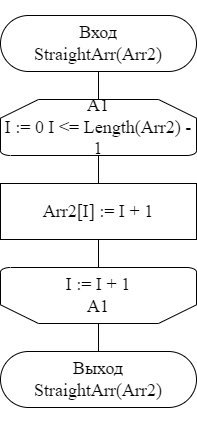 Вход
StraightArr(Arr2)
A1
I := 0 I <= Length(Arr2) -
1
Arr2[I] := I + 1
I := I + 1
A1
Выход
StraightArr(Arr2)